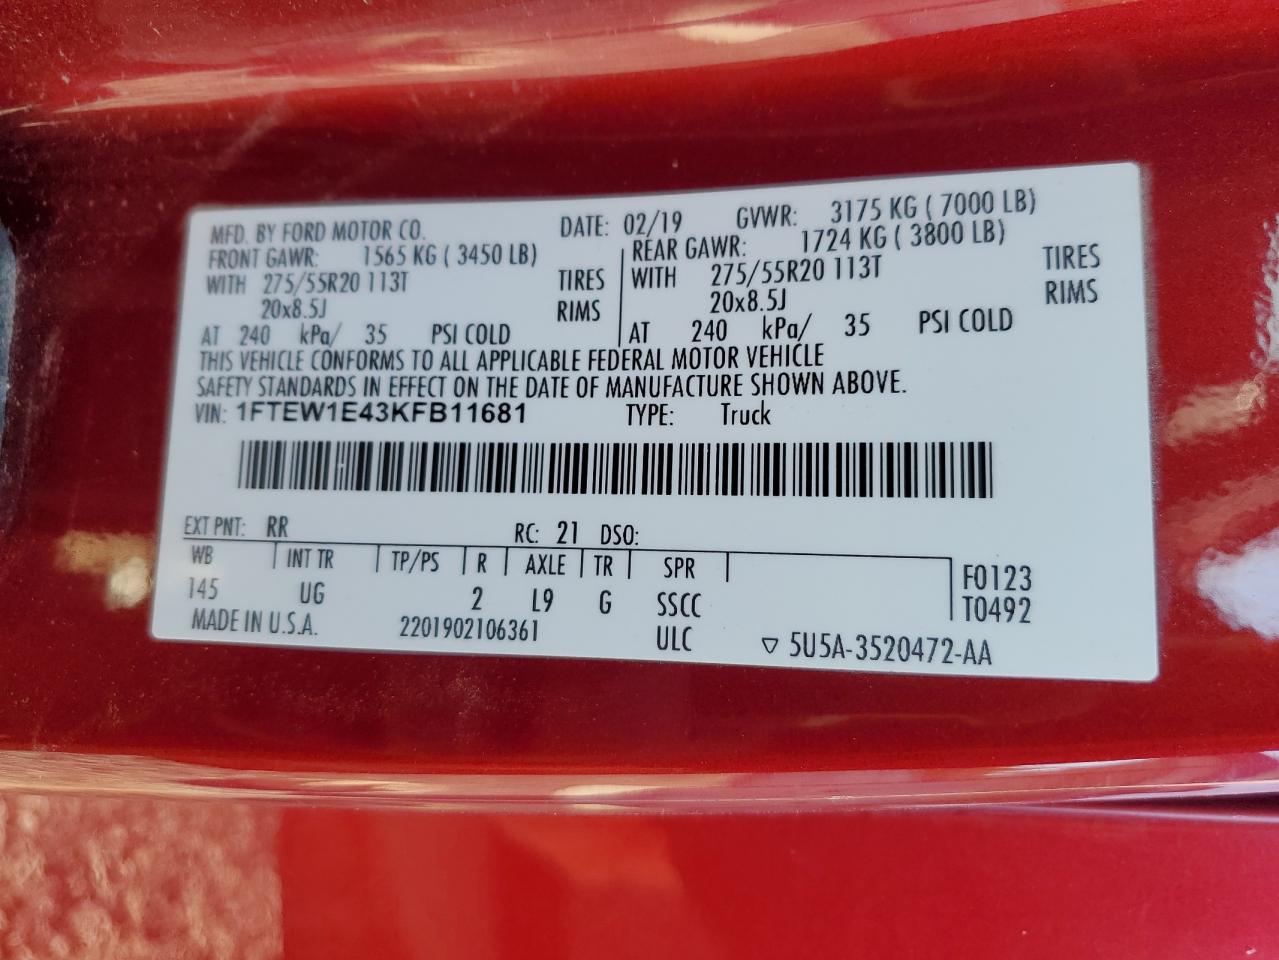 MFD. BY FORD MOTOR CO. DATE: 02/19 GVWR: 3175 KG ( 7000 LB)
FRONT GAWR: 1565 KG ( 3450 LB) REAR GAWR: 1724 KG ( 3800 LB)
WITH 275/55R20 113T TIRES WITH 275/55R20 113T TIRES
20x8.5J RIMS 20x8.5J RIMS
AT 240 kPa/ 35 PSI COLD AT 240 kPa/ 35 PSI COLD
THIS VEHICLE CONFORMS TO ALL APPLICABLE FEDERAL MOTOR VEHICLE
SAFETY STANDARDS IN EFFECT ON THE DATE OF MANUFACTURE SHOWN ABOVE.
VIN: 1FTEW1E43KFB11681 TYPE: Truck
EXT PNT: RR RC: 21 DSO:
WB INT TR TP/PS R AXLE TR SPR F0123
145 UG 2 L9 G SSCC T0492
MADE IN U.S.A. 2201902106361 ULC ▽ 5U5A-3520472-AA